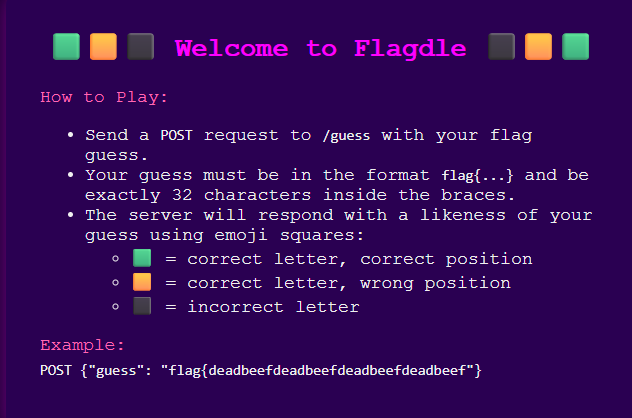 🟩 🟧 ⬛ Welcome to Flagdle ⬛ 🟧 🟩
How to Play:
• Send a POST request to /guess with your flag
guess.
• Your guess must be in the format flag{...} and be
exactly 32 characters inside the braces.
• The server will respond with a likeness of your
guess using emoji squares:
◦ 🟩 = correct letter, correct position
◦ 🟧 = correct letter, wrong position
◦ ⬛ = incorrect letter
Example:
POST {"guess": "flag{deadbeefdeadbeefdeadbeefdeadbeef"}